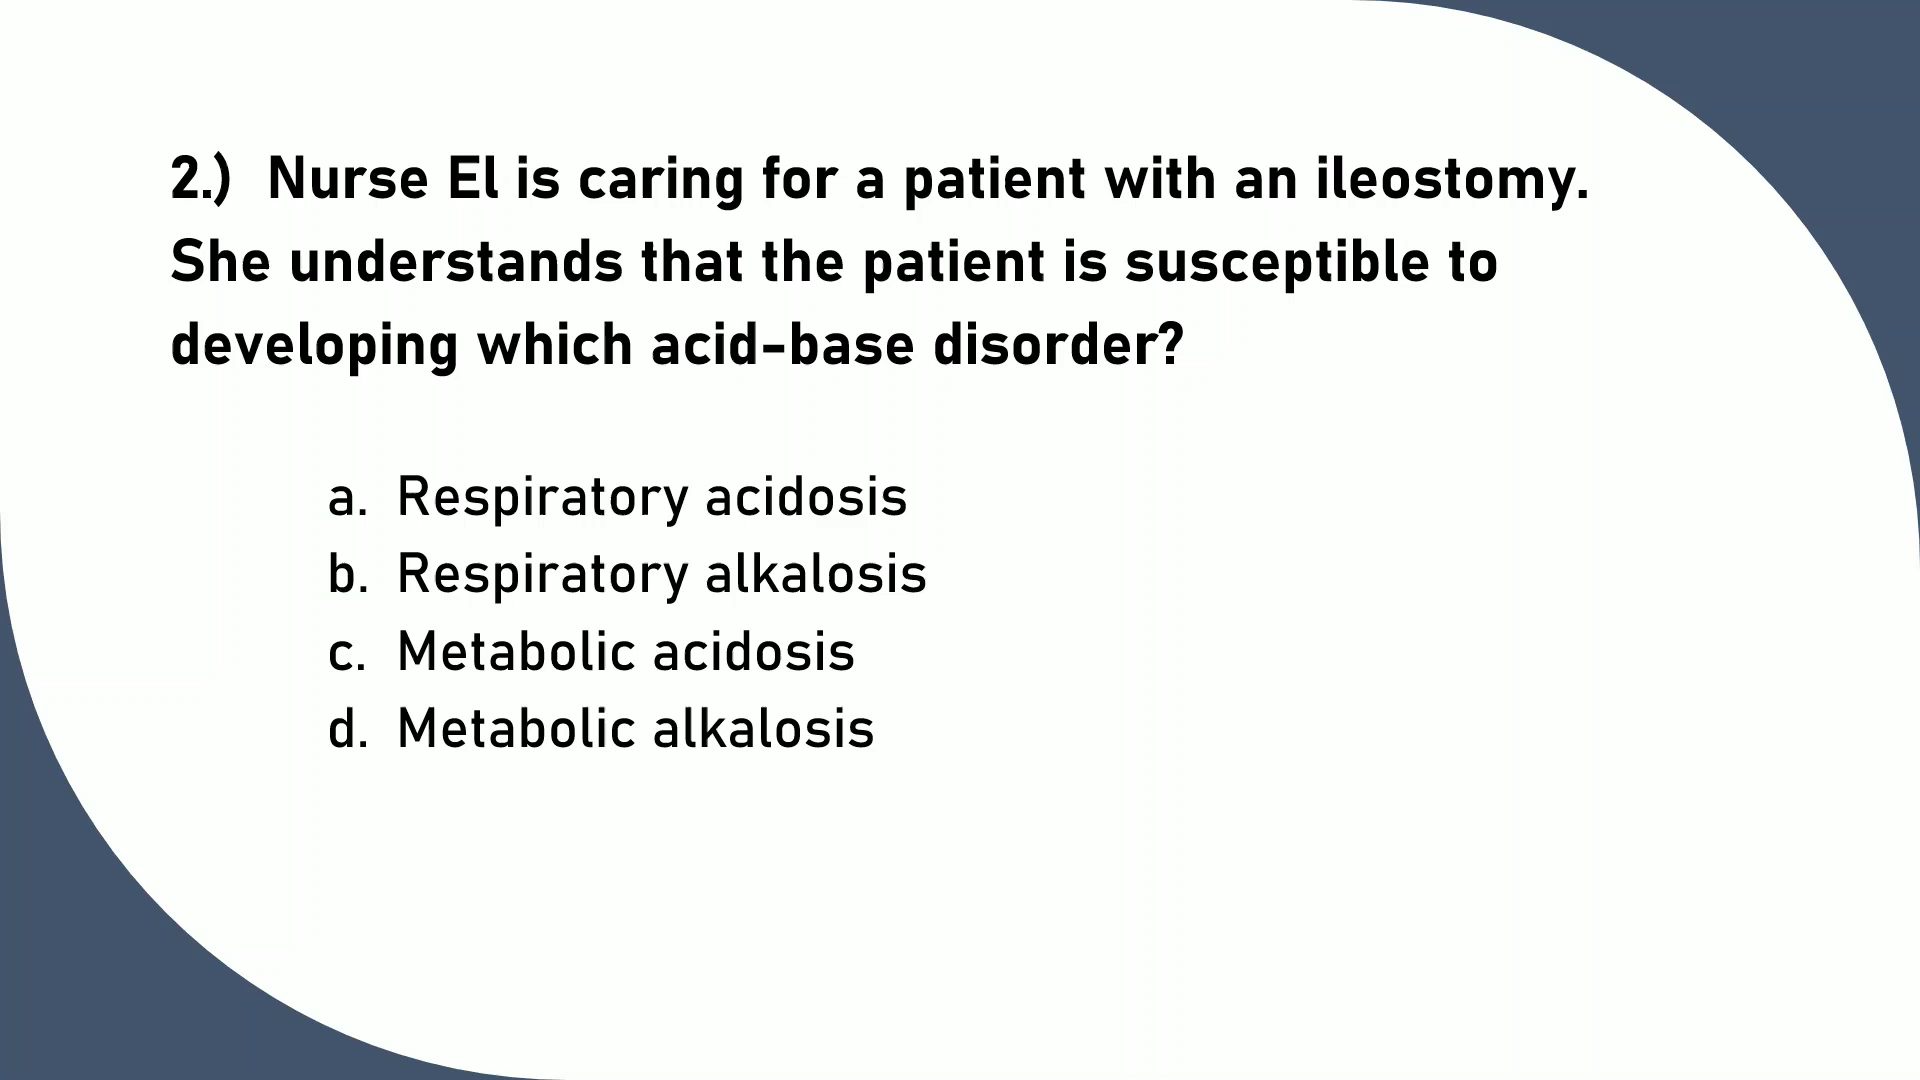 2.) Nurse El is caring for a patient with an ileostomy.
She understands that the patient is susceptible to
developing which acid-base disorder?
a. Respiratory acidosis
b. Respiratory alkalosis
c. Metabolic acidosis
d. Metabolic alkalosis